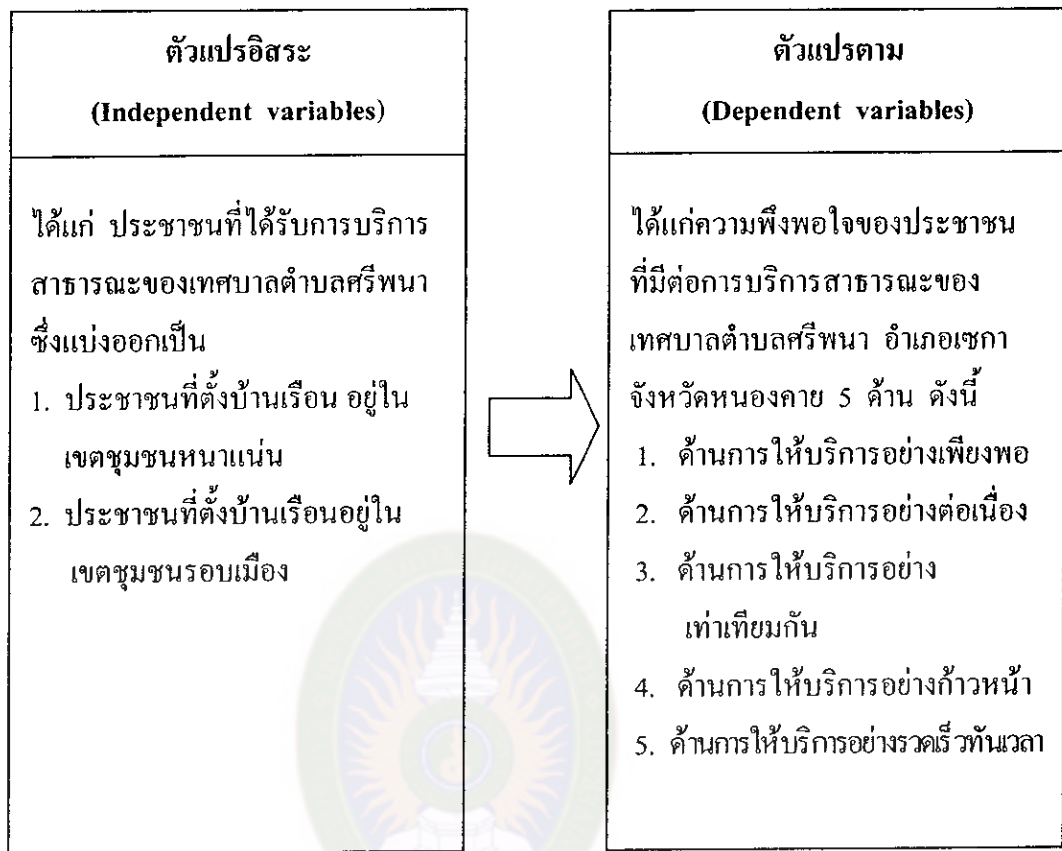 ตัวแปรอิสระ
(Independent variables)
ได้แก่ ประชาชนที่ได้รับการบริการ
สาธารณะของเทศบาลตำบลศรีพนา
ซึ่งแบ่งออกเป็น
1. ประชาชนที่ตั้งบ้านเรือน อยู่ใน
เขตชุมชนหนาแน่น
2. ประชาชนที่ตั้งบ้านเรือนอยู่ใน
เขตชุมชนรอบเมือง
ตัวแปรตาม
(Dependent variables)
ได้แก่ความพึงพอใจของประชาชน
ที่มีต่อการบริการสาธารณะของ
เทศบาลตำบลศรีพนา อำเภอเซกา
จังหวัดหนองคาย 5 ด้าน ดังนี้
1. ด้านการให้บริการอย่างเพียงพอ
2. ด้านการให้บริการอย่างต่อเนื่อง
3. ด้านการให้บริการอย่าง
เท่าเทียมกัน
4. ด้านการให้บริการอย่างก้าวหน้า
5. ด้านการให้บริการอย่างรวดเร็วทันเวลา